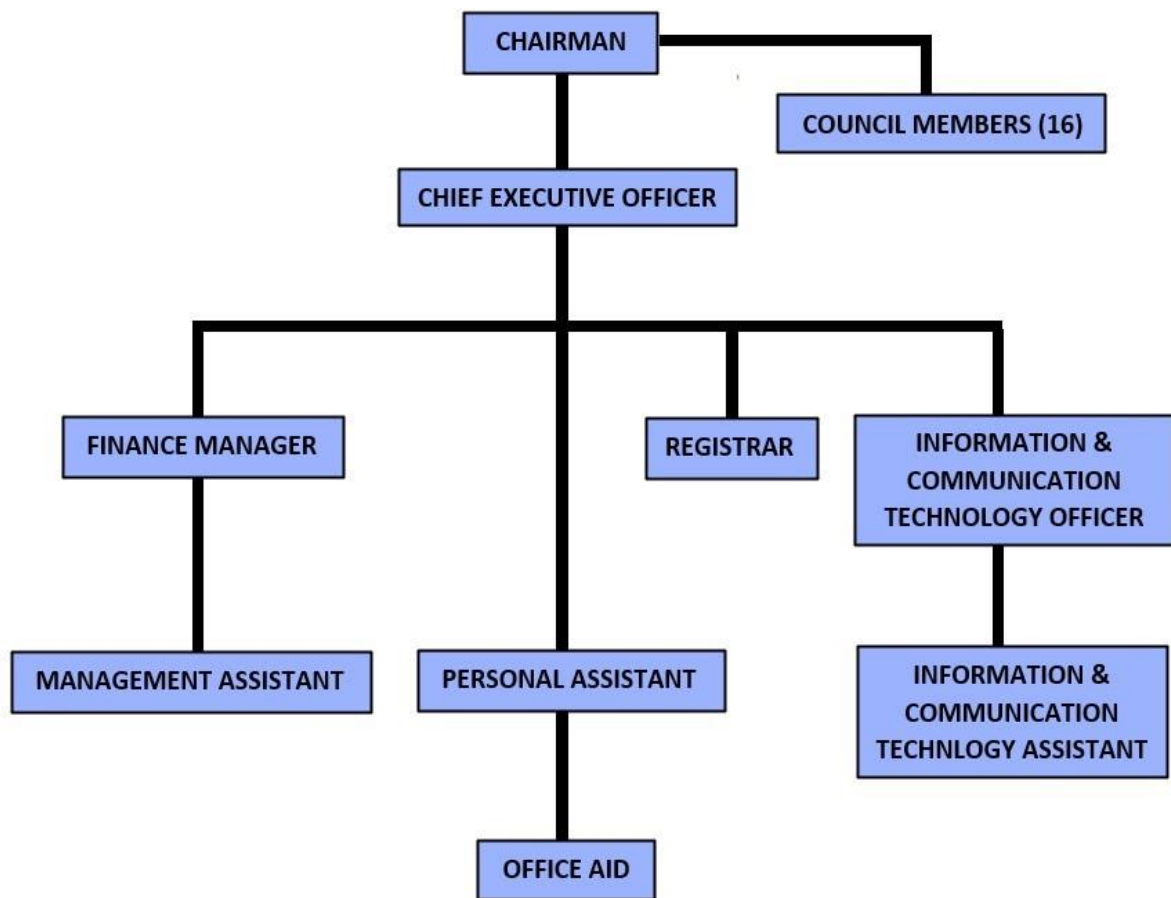 CHAIRMAN
COUNCIL MEMBERS (16)
CHIEF EXECUTIVE OFFICER
FINANCE MANAGER
REGISTRAR
INFORMATION &
COMMUNICATION
TECHNOLOGY OFFICER
MANAGEMENT ASSISTANT
PERSONAL ASSISTANT
INFORMATION &
COMMUNICATION
TECHNLOGY ASSISTANT
OFFICE AID